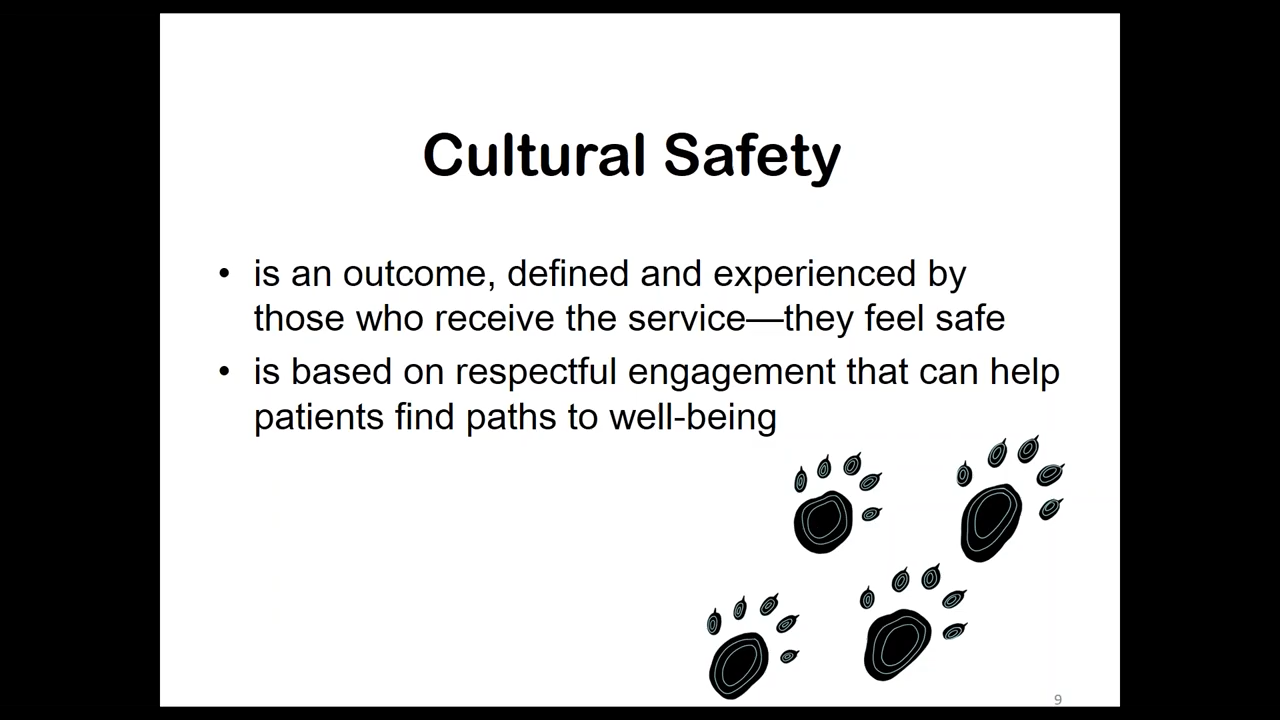 Cultural Safety
• is an outcome, defined and experienced by
those who receive the service—they feel safe
• is based on respectful engagement that can help
patients find paths to well-being
9